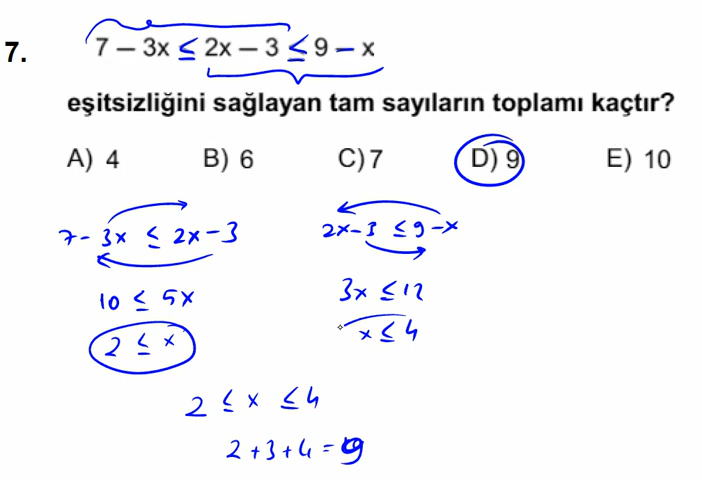 7. 7 – 3x ≤ 2x – 3 ≤ 9 – x
eşitsizliğini sağlayan tam sayıların toplamı kaçtır?
A) 4 B) 6 C) 7 D) 9 E) 10
7 - 3x ≤ 2x - 3
10 ≤ 5x
2 ≤ x
2x - 3 ≤ 9 - x
3x ≤ 12
x ≤ 4
2 ≤ x ≤ 4
2 + 3 + 4 = 9